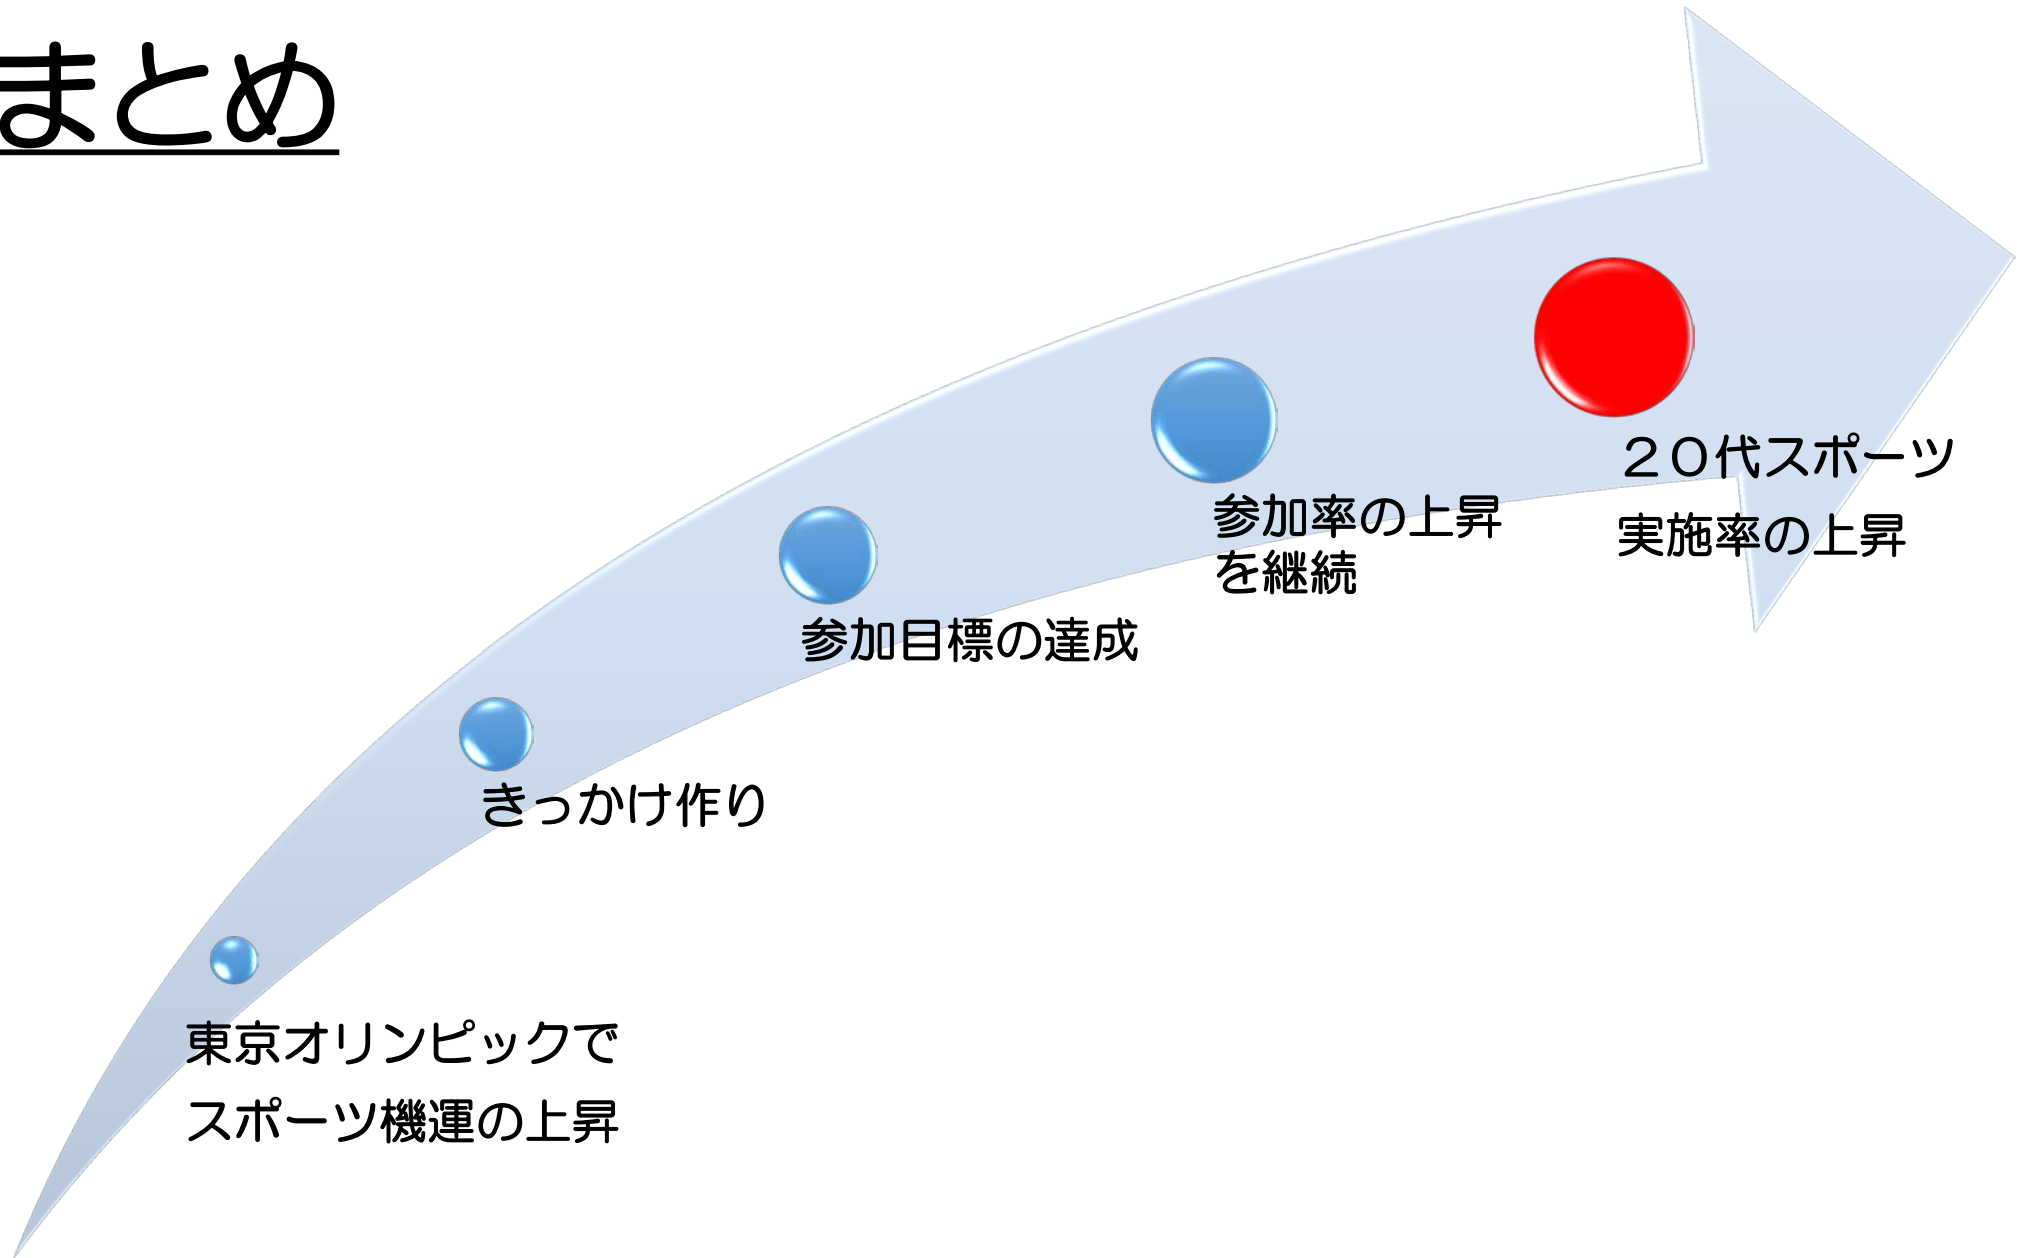 まとめ
２０代スポーツ
実施率の上昇
参加率の上昇
を継続
参加目標の達成
きっかけ作り
東京オリンピックで
スポーツ機運の上昇